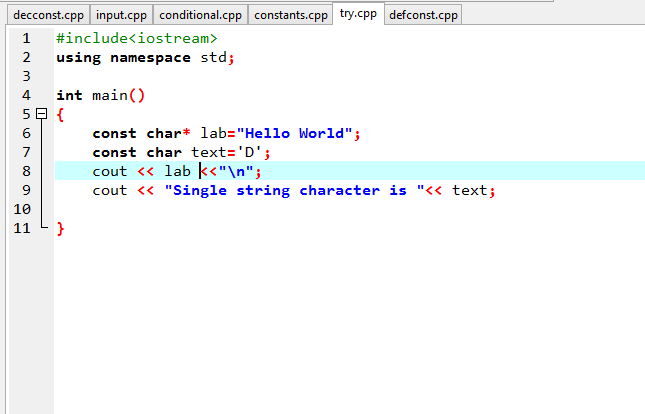 decconst.cpp input.cpp conditional.cpp constants.cpp try.cpp defconst.cpp
1 #include<iostream>
2 using namespace std;
3
4 int main()
5 {
6 const char* lab="Hello World";
7 const char text='D';
8 cout << lab <<"\n";
9 cout << "Single string character is "<< text;
10
11 }